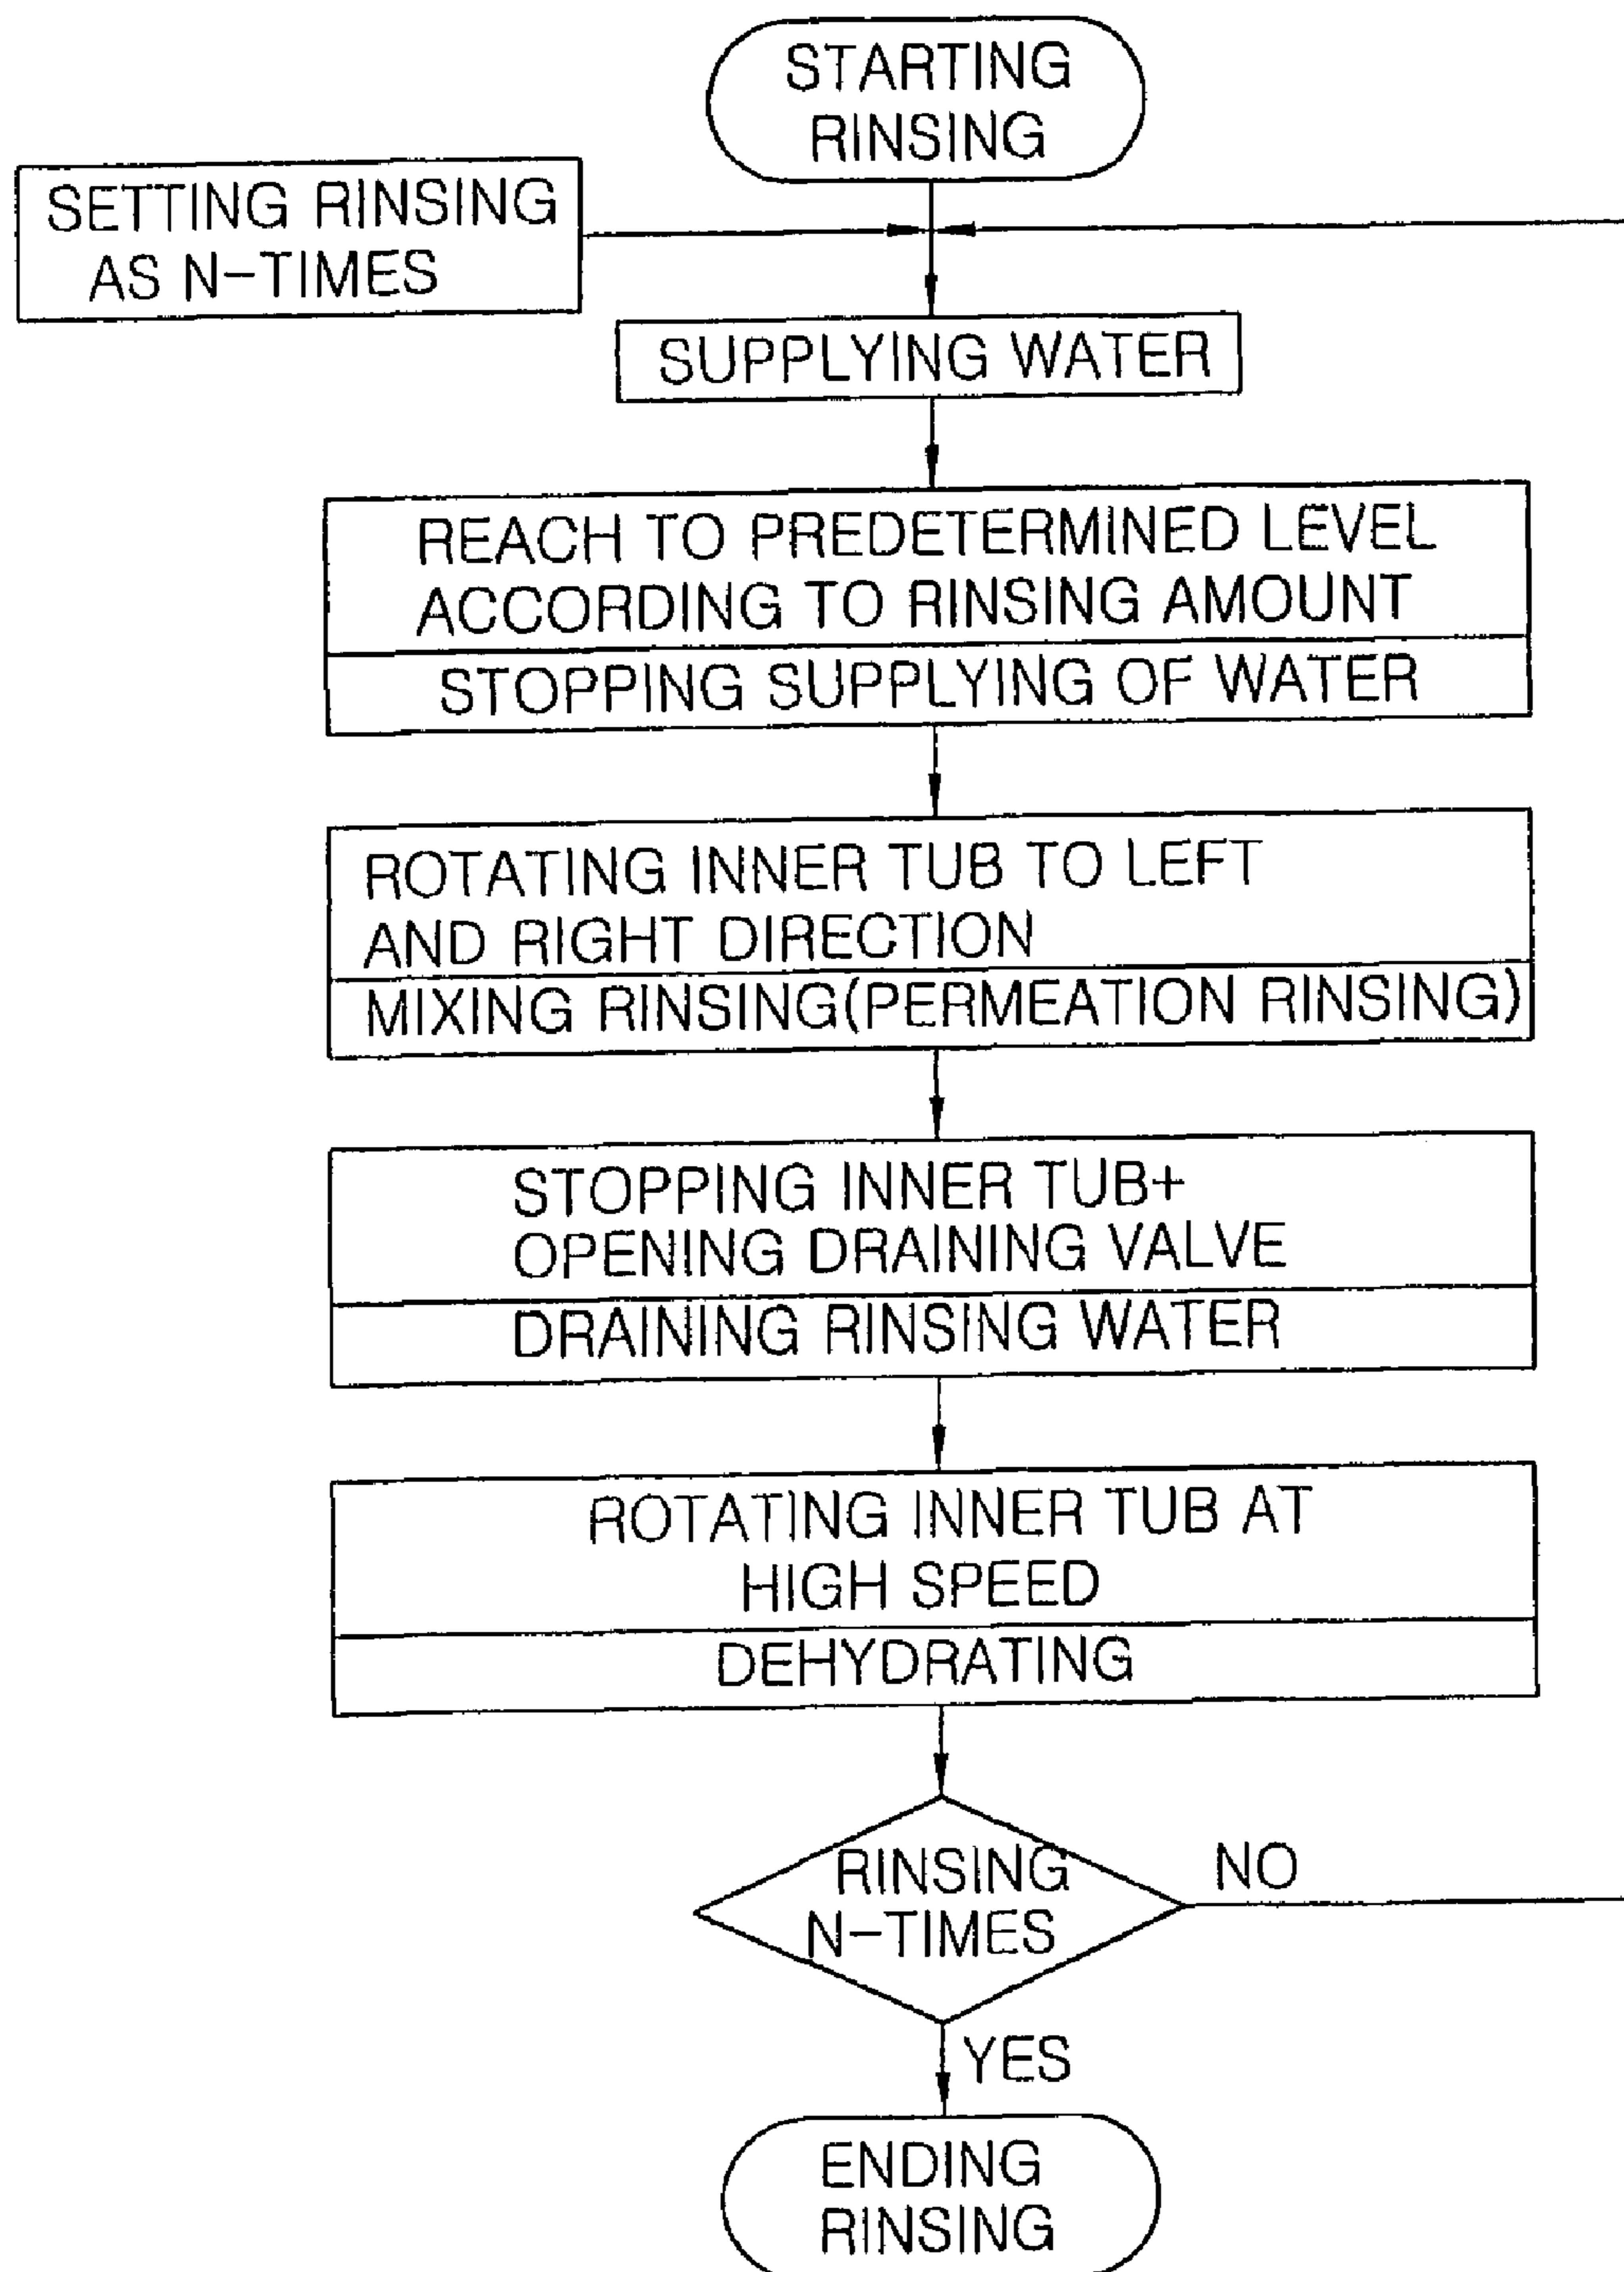 STARTING
RINSING
SETTING RINSING
AS N-TIMES
SUPPLYING WATER
REACH TO PREDETERMINED LEVEL
ACCORDING TO RINSING AMOUNT
STOPPING SUPPLYING OF WATER
ROTATING INNER TUB TO LEFT
AND RIGHT DIRECTION
MIXING RINSING(PERMEATION RINSING)
STOPPING INNER TUB+
OPENING DRAINING VALVE
DRAINING RINSING WATER
ROTATING INNER TUB AT
HIGH SPEED
DEHYDRATING
RINSING
N-TIMES
NO
YES
ENDING
RINSING